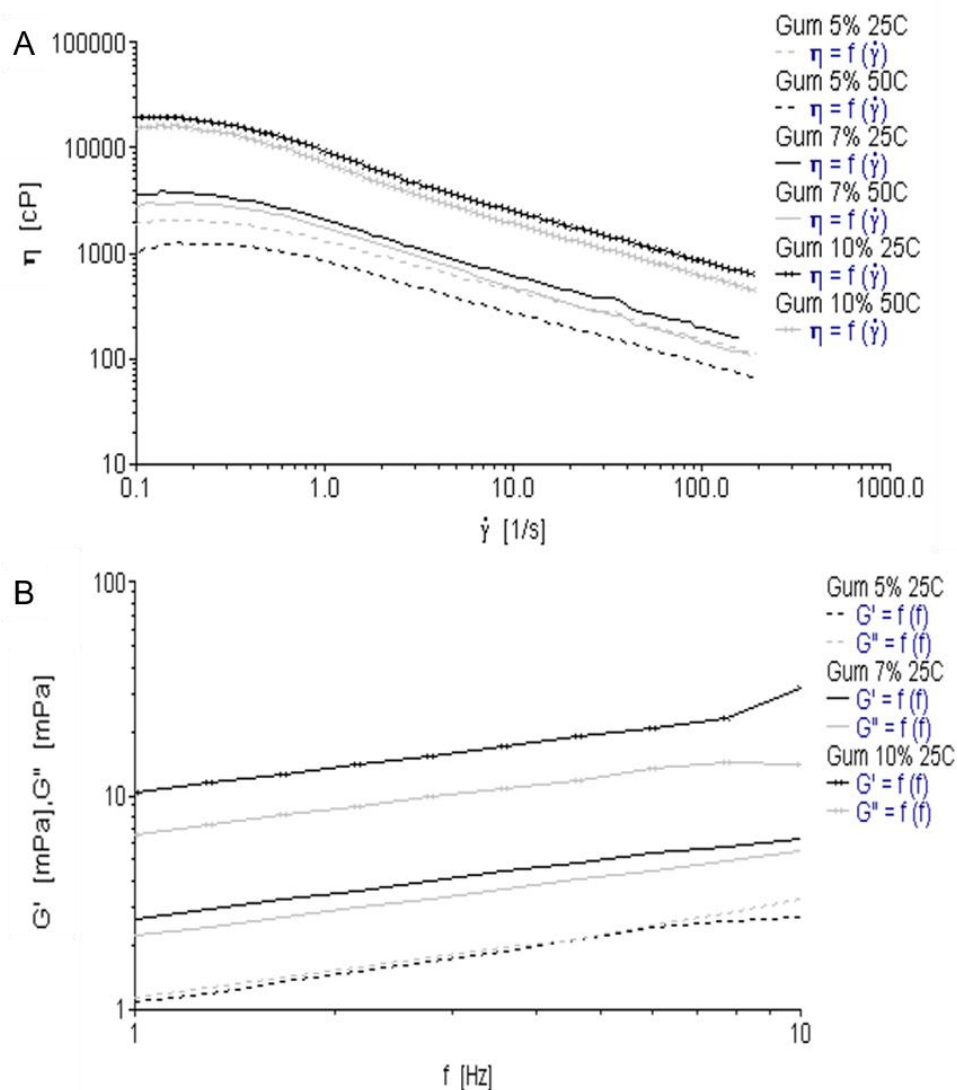 A
100000
10000
1000
100
10
η [cP]
0.1
1.0
10.0
100.0
1000.0
γ̇ [1/s]
Gum 5% 25C
η = f (γ̇)
Gum 5% 50C
η = f (γ̇)
Gum 7% 25C
η = f (γ̇)
Gum 7% 50C
η = f (γ̇)
Gum 10% 25C
η = f (γ̇)
Gum 10% 50C
η = f (γ̇)
B
100
10
1
G' [mPa],G'' [mPa]
1
10
f [Hz]
Gum 5% 25C
G' = f (f)
G'' = f (f)
Gum 7% 25C
G' = f (f)
G'' = f (f)
Gum 10% 25C
G' = f (f)
G'' = f (f)